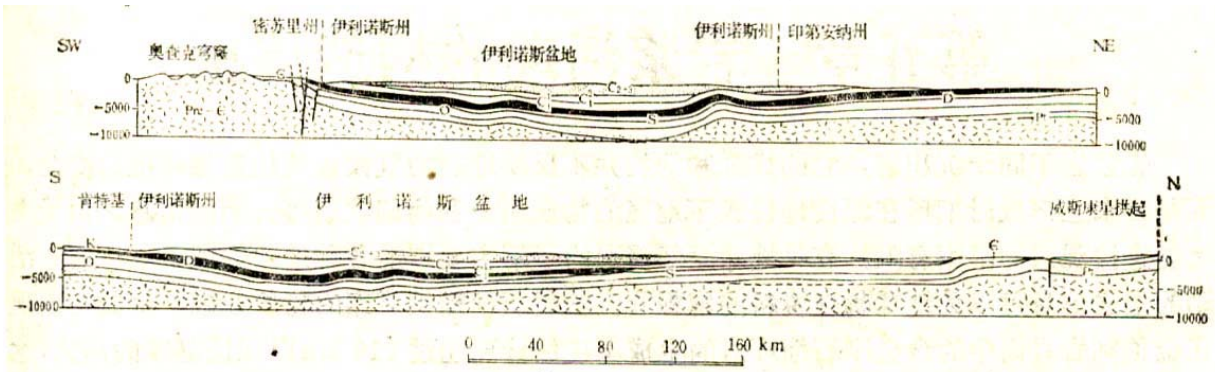 密苏里州 伊利诺斯州 伊利诺斯州 印第安纳州
SW 奥查克穹窿 伊利诺斯盆地 NE
0 C₂₋ 0
-5000 O S D -5000
-10000 -10000
S N
肯特基 伊利诺斯州 伊利诺斯盆地 威斯康星拱起
0 K Є 0
O D S
-5000 -5000
-10000 -10000
0 40 80 120 160 km